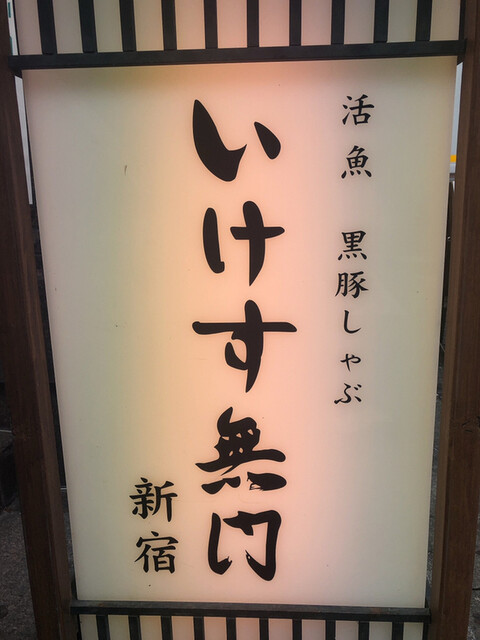 活魚 黒豚しゃぶ
いけす無門
新宿